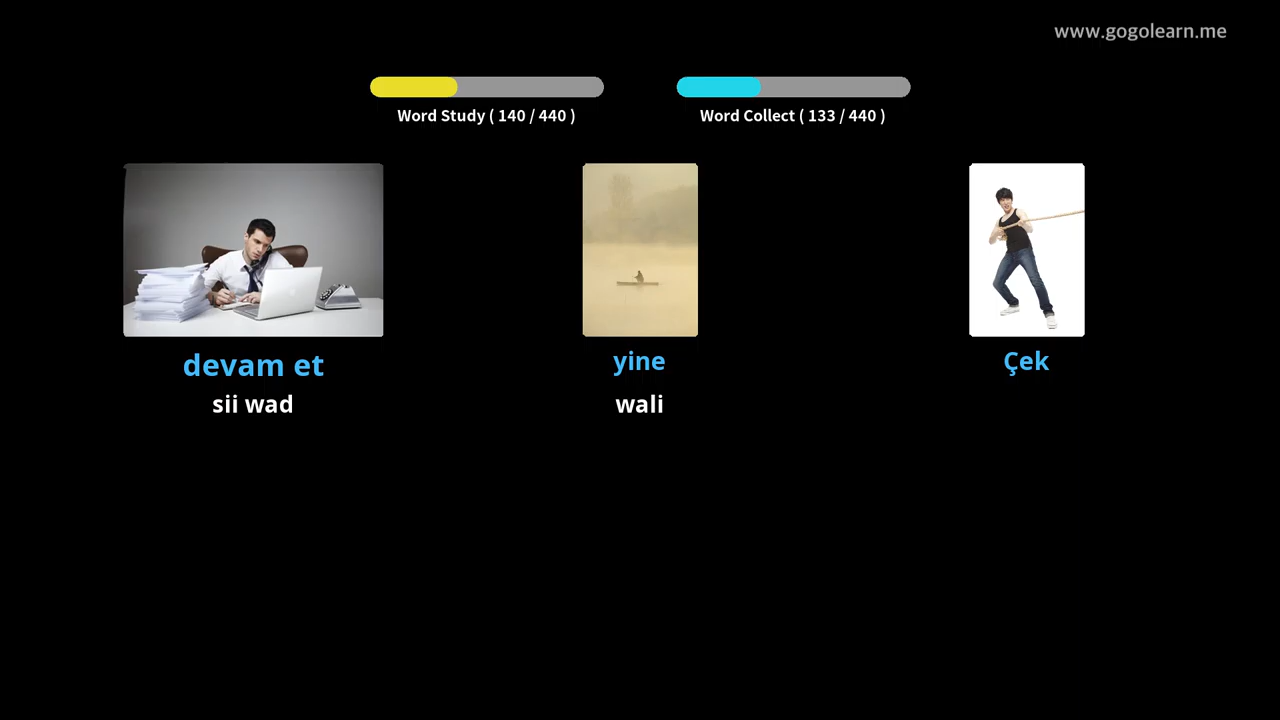 www.gogolearn.me
Word Study ( 140 / 440 )
Word Collect ( 133 / 440 )
devam et
sii wad
yine
wali
Çek